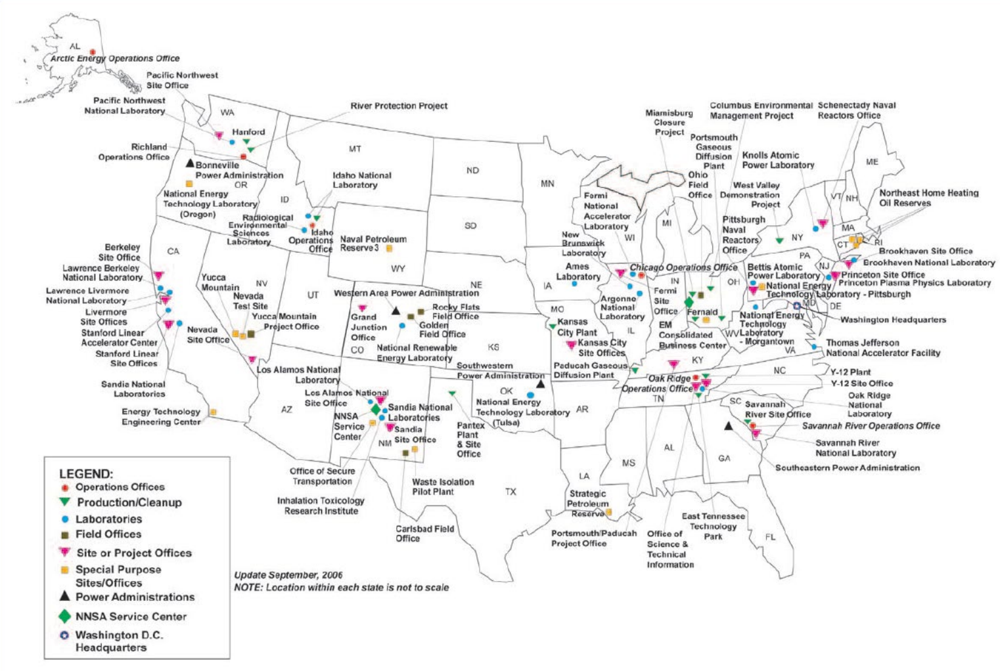 AL
Arctic Energy Operations Office
Pacific Northwest
Site Office
Pacific Northwest
National Laboratory
WA
Hanford
River Protection Project
Richland
Operations Office
Bonneville
Power Administration
OR
National Energy
Technology Laboratory
(Oregon)
MT
ID
Idaho National
Laboratory
Radiological
Environmental
Sciences
Laboratory
Idaho
Operations
Office
Naval Petroleum
Reserve 3
WY
ND
SD
NE
KS
MN
IA
MO
WI
MI
IL
IN
OH
Miamisburg
Closure
Project
Columbus Environmental
Management Project
Schenectady Naval
Reactors Office
Portsmouth
Gaseous
Diffusion
Plant
Knolls Atomic
Power Laboratory
Ohio
Field
Office
West Valley
Demonstration
Project
Pittsburgh
Naval
Reactors
Office
Fermi
National
Accelerator
Laboratory
New
Brunswick
Laboratory
Ames
Laboratory
Chicago Operations Office
Argonne
National
Laboratory
Fermi
Site
Office
Fernald
EM
Consolidated
Business Center
ME
VT
NH
MA
CT
RI
NY
PA
NJ
MD
DE
Northeast Home Heating
Oil Reserves
Brookhaven Site Office
Brookhaven National Laboratory
Princeton Site Office
Princeton Plasma Physics Laboratory
Bettis Atomic
Power Laboratory
National Energy
Technology Laboratory - Pittsburgh
Washington Headquarters
National Energy
Technology
Laboratory
- Morgantown
WV
VA
Thomas Jefferson
National Accelerator Facility
Berkeley
Site Office
Lawrence Berkeley
National Laboratory
Lawrence Livermore
National Laboratory
Livermore
Site Offices
Stanford Linear
Accelerator Center
Stanford Linear
Site Offices
Sandia National
Laboratories
Energy Technology
Engineering Center
CA
NV
UT
Yucca
Mountain
Nevada
Test Site
Yucca Mountain
Project Office
Nevada
Site Office
Western Area Power Administration
Grand
Junction
Office
CO
Rocky Flats
Field Office
Golden
Field Office
National Renewable
Energy Laboratory
Kansas
City Plant
Kansas City
Site Offices
Southwestern
Power Administration
Paducah Gaseous
Diffusion Plant
OK
National Energy
Technology Laboratory
(Tulsa)
Los Alamos National
Laboratory
Los Alamos National
Site Office
NNSA
Service
Center
Sandia National
Laboratories
Sandia
Site Office
NM
AZ
Pantex
Plant
& Site
Office
Office of Secure
Transportation
Inhalation Toxicology
Research Institute
Waste Isolation
Pilot Plant
Carlsbad Field
Office
TX
AR
LA
MS
AL
GA
FL
SC
NC
TN
KY
Oak Ridge
Operations Office
Y-12 Plant
Y-12 Site Office
Oak Ridge
National
Laboratory
Savannah
River Site Office
Savannah River Operations Office
Savannah River
National Laboratory
Southeastern Power Administration
Strategic
Petroleum
Reserve
Portsmouth/Paducah
Project Office
Office of
Science &
Technical
Information
East Tennessee
Technology
Park
LEGEND:
Operations Offices
Production/Cleanup
Laboratories
Field Offices
Site or Project Offices
Special Purpose
Sites/Offices
Power Administrations
NNSA Service Center
Washington D.C.
Headquarters
Update September, 2006
NOTE: Location within each state is not to scale